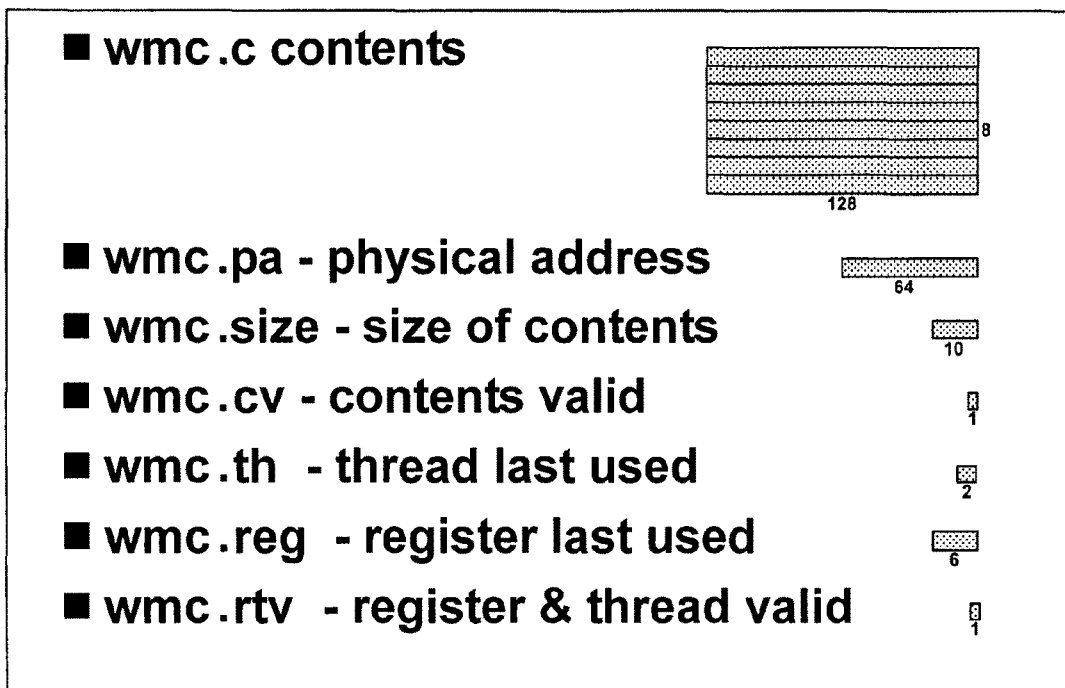 ■ wmc.c contents
8
128
■ wmc.pa - physical address
64
■ wmc.size - size of contents
10
■ wmc.cv - contents valid
1
■ wmc.th - thread last used
2
■ wmc.reg - register last used
6
■ wmc.rtv - register & thread valid
1